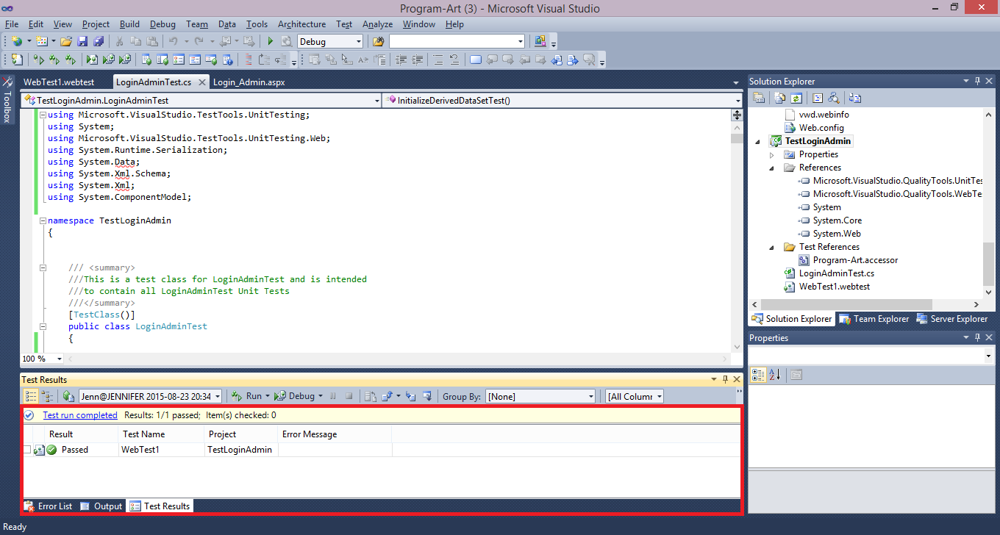 Program-Art (3) - Microsoft Visual Studio
File Edit View Project Build Debug Team Data Tools Architecture Test Analyze Window Help
Debug
Toolbox
WebTest1.webtest LoginAdminTest.cs Login_Admin.aspx
TestLoginAdmin.LoginAdminTest InitializeDerivedDataSetTest()
using Microsoft.VisualStudio.TestTools.UnitTesting;
using System;
using Microsoft.VisualStudio.TestTools.UnitTesting.Web;
using System.Runtime.Serialization;
using System.Data;
using System.Xml.Schema;
using System.Xml;
using System.ComponentModel;
namespace TestLoginAdmin
{
/// <summary>
///This is a test class for LoginAdminTest and is intended
///to contain all LoginAdminTest Unit Tests
///</summary>
[TestClass()]
public class LoginAdminTest
{
100 %
Solution Explorer
vwd.webinfo
Web.config
TestLoginAdmin
Properties
References
Microsoft.VisualStudio.QualityTools.UnitTes
Microsoft.VisualStudio.QualityTools.WebTe
System
System.Core
System.Web
Test References
Program-Art.accessor
LoginAdminTest.cs
WebTest1.webtest
Solution Explorer Team Explorer Server Explorer
Properties
Test Results
Jenn@JENNIFER 2015-08-23 20:34 Run Debug Group By: [None] [All Column
Test run completed Results: 1/1 passed; Item(s) checked: 0
Result Test Name Project Error Message
Passed WebTest1 TestLoginAdmin
Error List Output Test Results
Ready